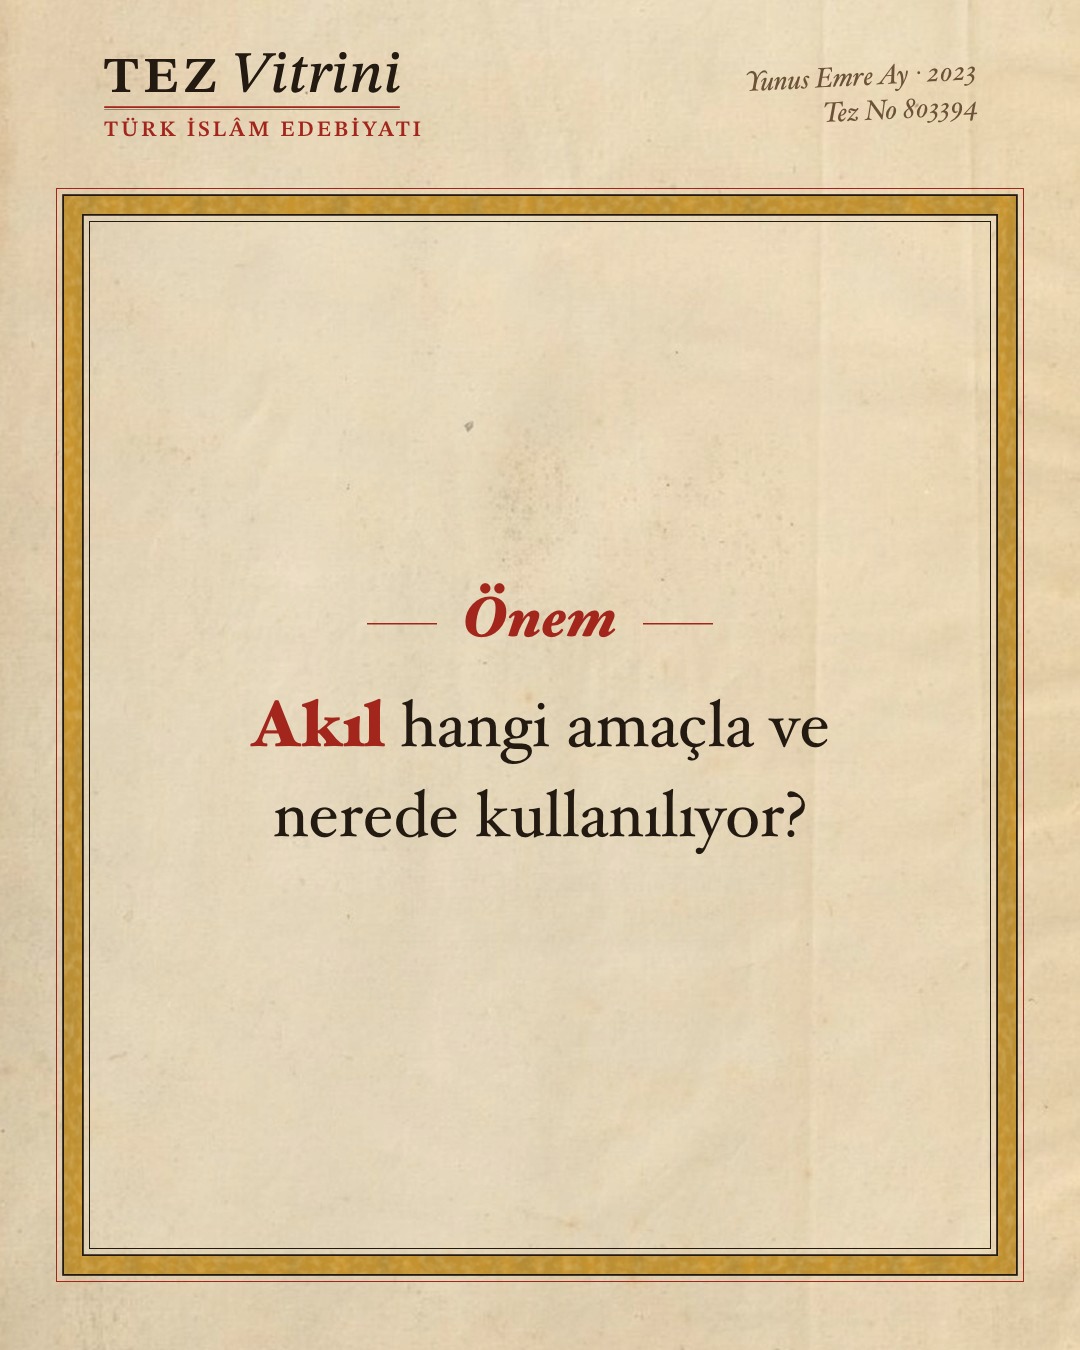 TEZ Vitrini
TÜRK İSLÂM EDEBİYATI
Yunus Emre Ay · 2023
Tez No 803394
Önem
Akıl hangi amaçla ve
nerede kullanılıyor?